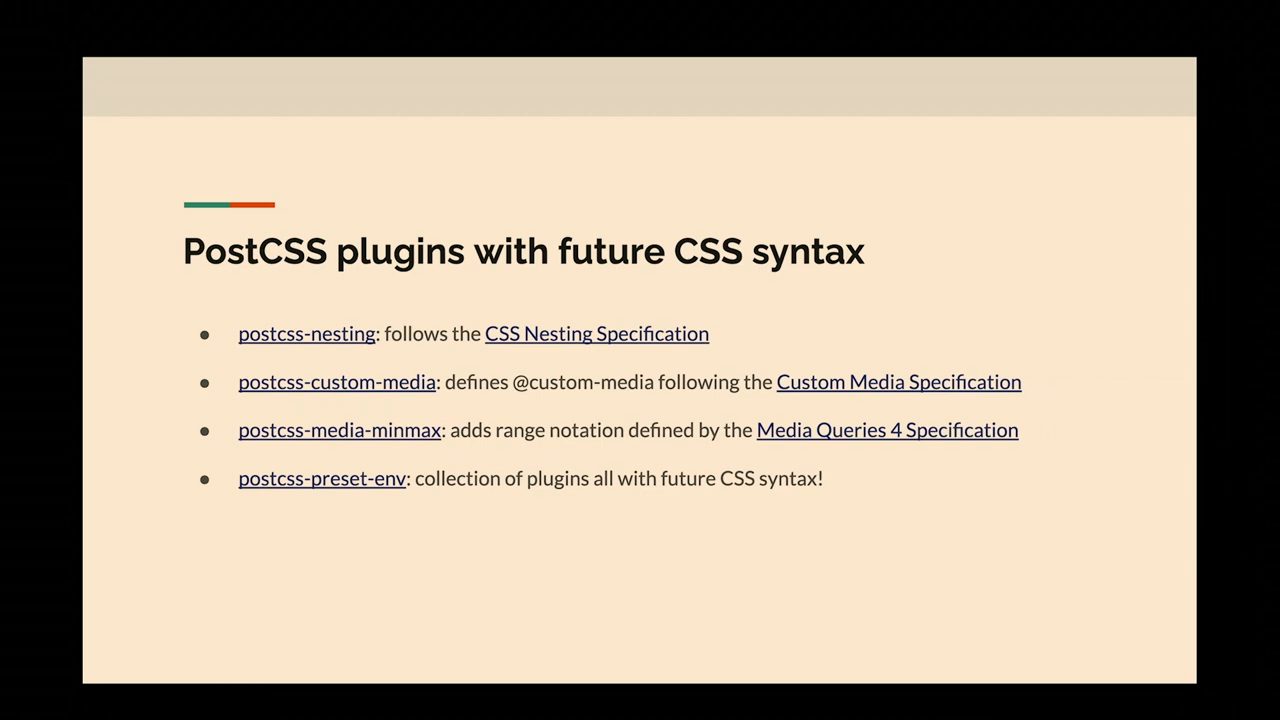 PostCSS plugins with future CSS syntax
● postcss-nesting: follows the CSS Nesting Specification
● postcss-custom-media: defines @custom-media following the Custom Media Specification
● postcss-media-minmax: adds range notation defined by the Media Queries 4 Specification
● postcss-preset-env: collection of plugins all with future CSS syntax!